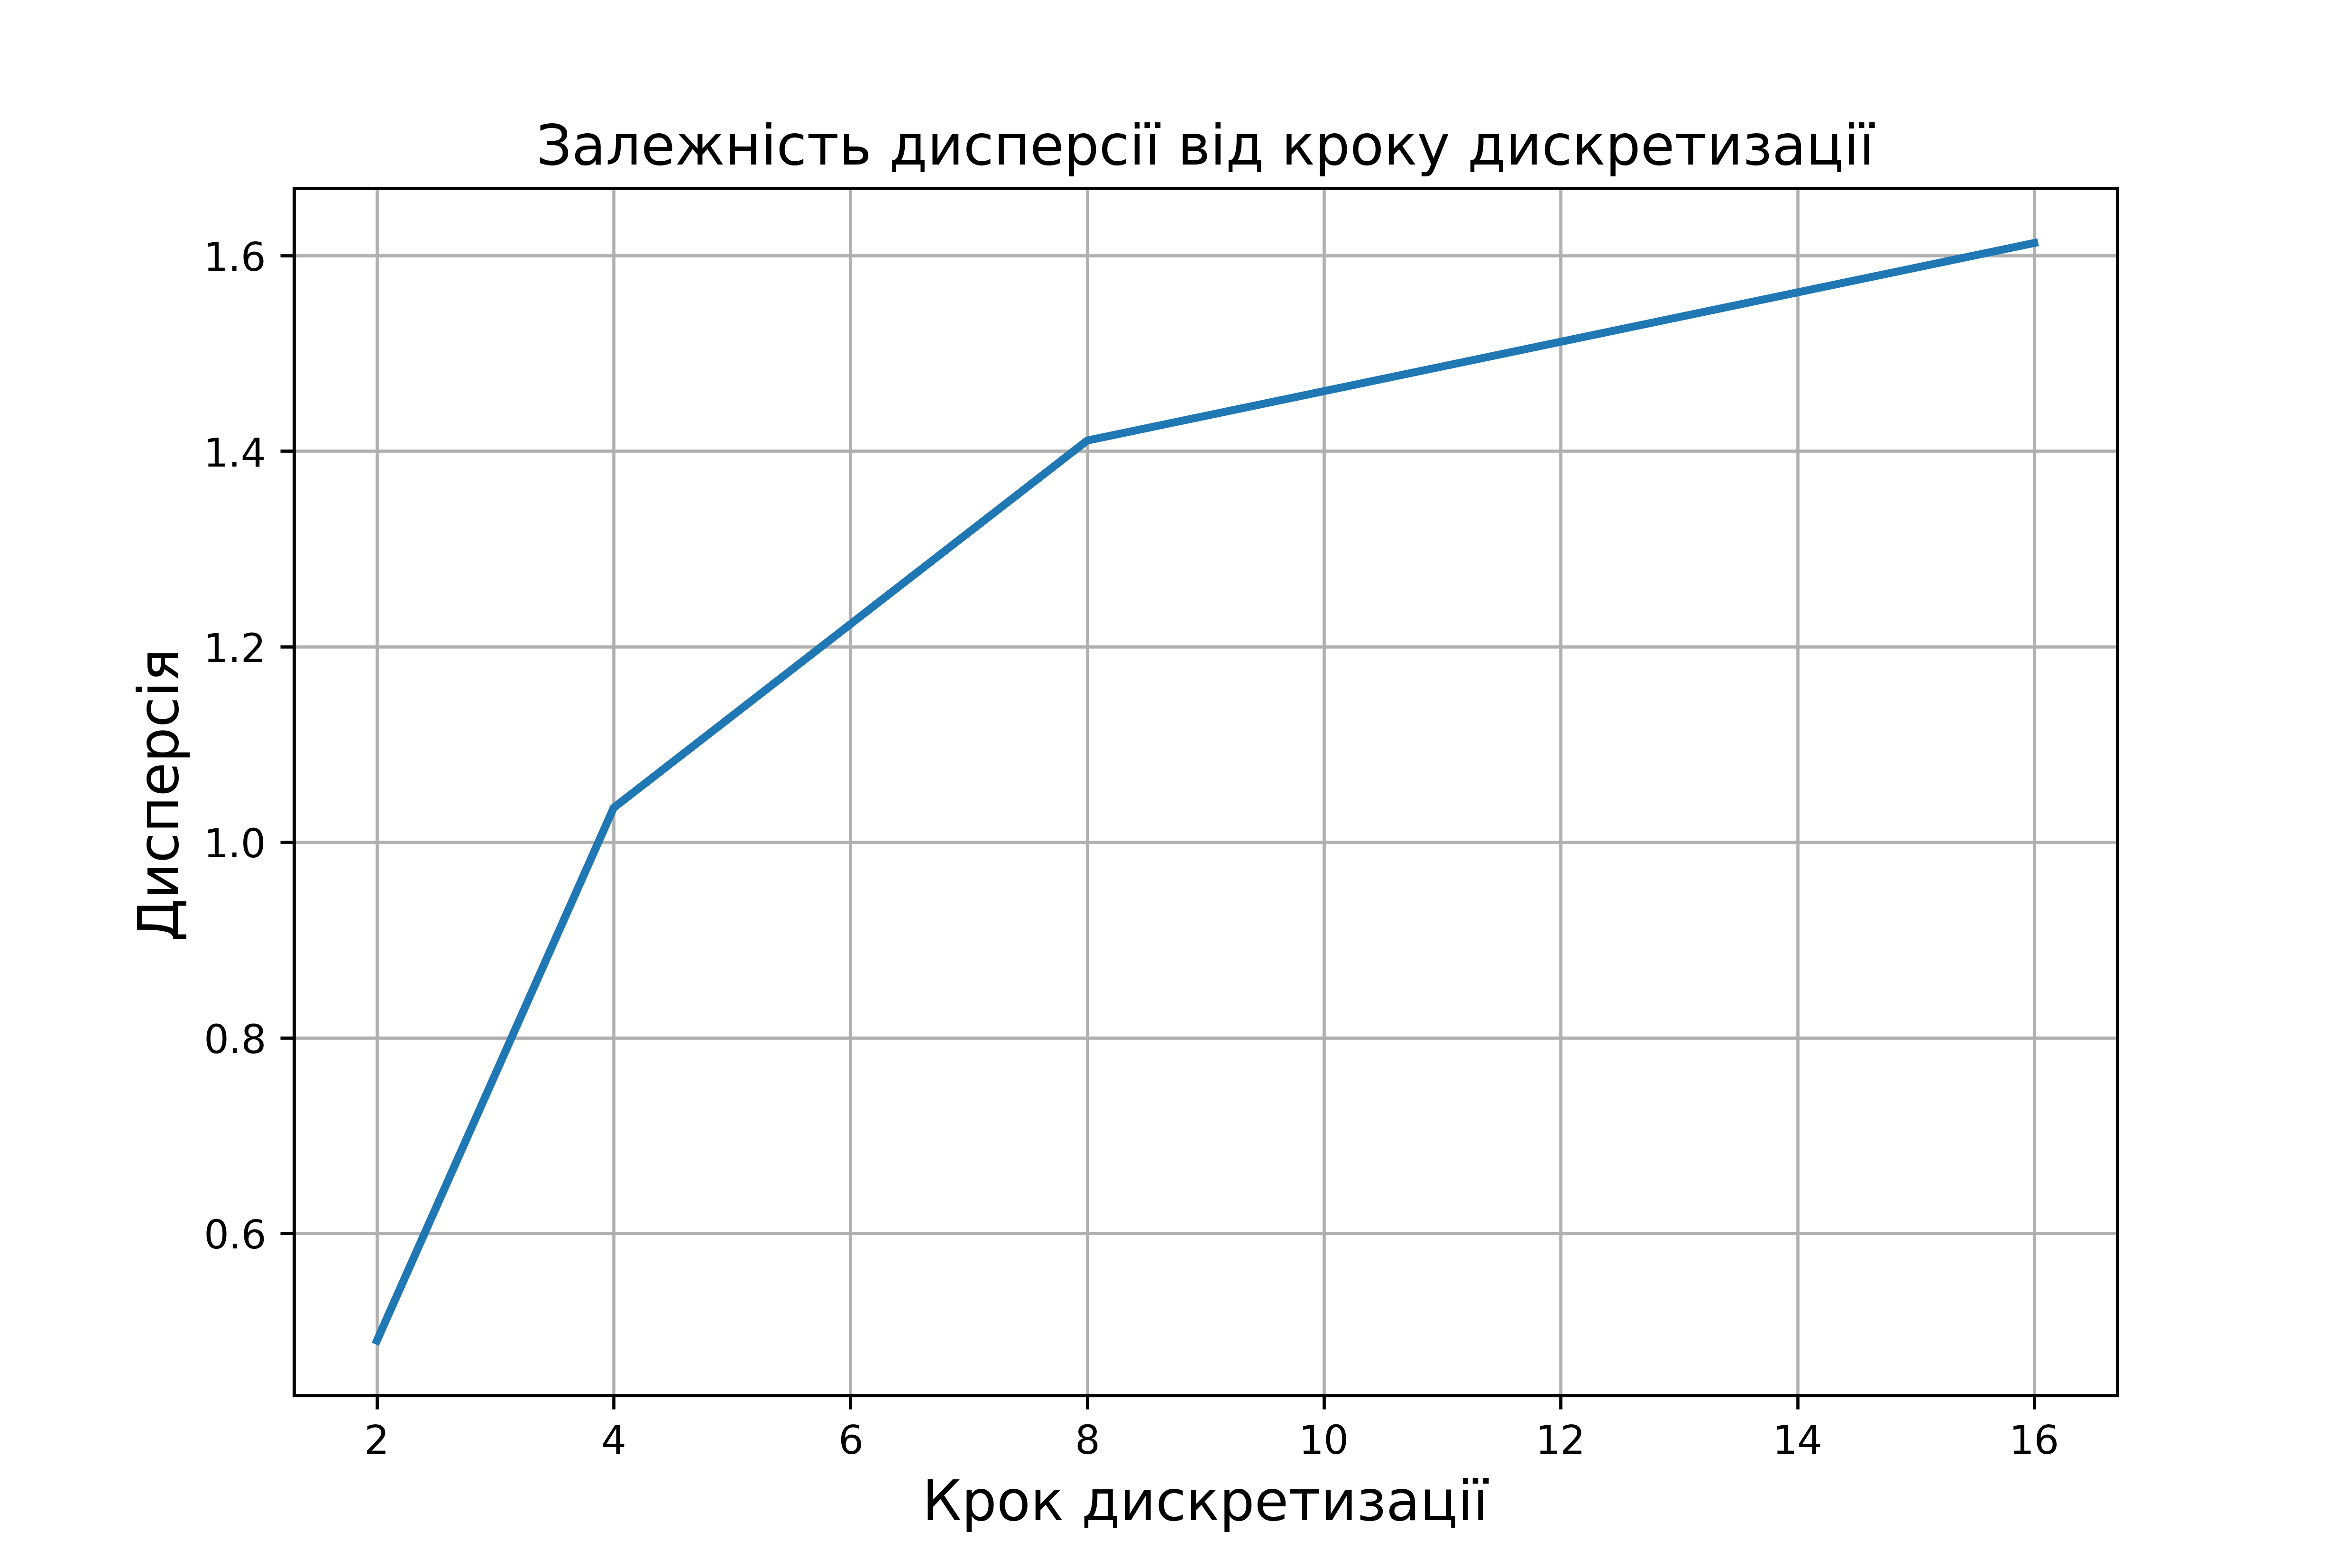 Залежність дисперсії від кроку дискретизації
Дисперсія
1.6
1.4
1.2
1.0
0.8
0.6
2 4 6 8 10 12 14 16
Крок дискретизації